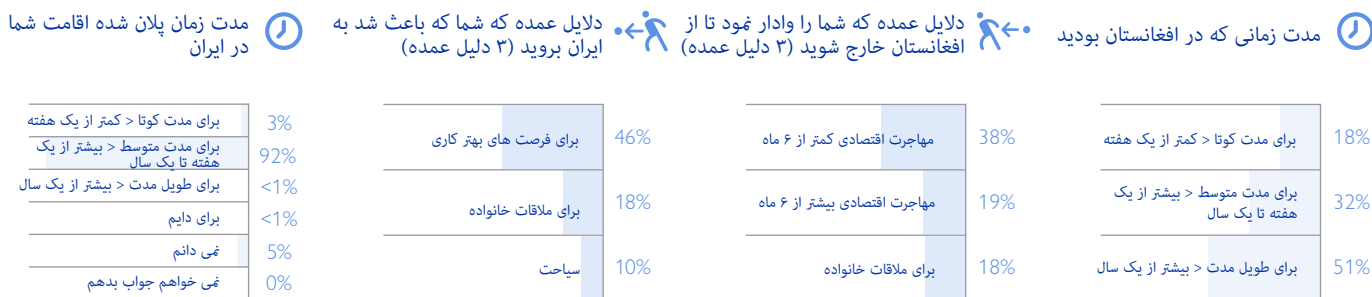 مدت زمانی که در افغانستان بودید
18% برای مدت کوتا < کمتر از یک هفته
32% برای مدت متوسط < بیشتر از یک
هفته تا یک سال
51% برای طویل مدت < بیشتر از یک سال
دلایل عمده که شما را وادار نمود تا از
افغانستان خارج شوید (۳ دلیل عمده)
38% مهاجرت اقتصادی کمتر از ۶ ماه
19% مهاجرت اقتصادی بیشتر از ۶ ماه
18% برای ملاقات خانواده
دلایل عمده که شما که باعث شد به
ایران بروید (۳ دلیل عمده)
46% برای فرصت های بهتر کاری
18% برای ملاقات خانواده
10% سیاحت
مدت زمان پلان شده اقامت شما
در ایران
3% برای مدت کوتا < کمتر از یک هفته
92% برای مدت متوسط < بیشتر از یک
هفته تا یک سال
<1% برای طویل مدت < بیشتر از یک سال
<1% برای دایم
5% نمی دانم
0% نمی خواهم جواب بدهم